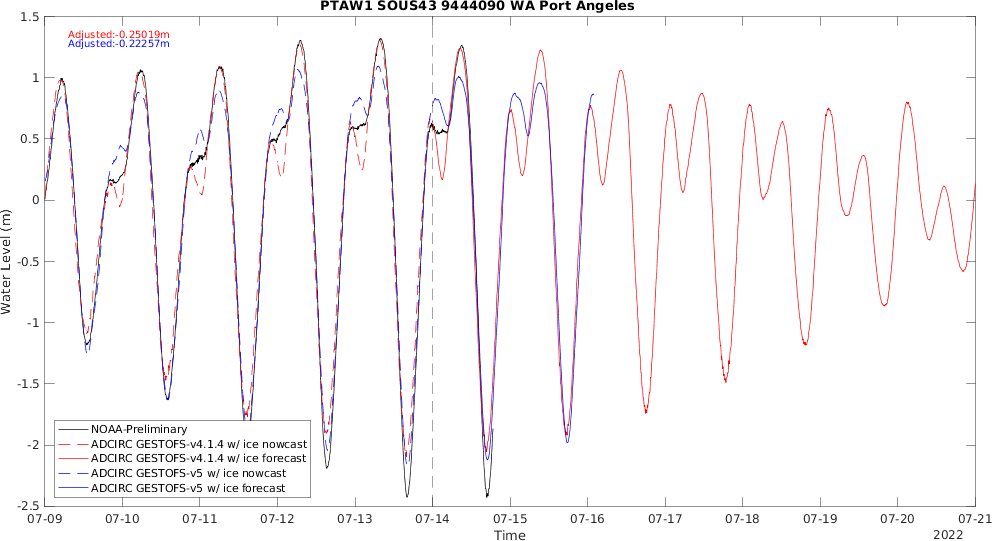 PTAW1 SOUS43 9444090 WA Port Angeles
Adjusted:-0.25019m
Adjusted:-0.22257m
Water Level (m)
1.5
1
0.5
0
-0.5
-1
-1.5
-2
-2.5
NOAA-Preliminary
ADCIRC GESTOFS-v4.1.4 w/ ice nowcast
ADCIRC GESTOFS-v4.1.4 w/ ice forecast
ADCIRC GESTOFS-v5 w/ ice nowcast
ADCIRC GESTOFS-v5 w/ ice forecast
07-09 07-10 07-11 07-12 07-13 07-14 07-15 07-16 07-17 07-18 07-19 07-20 07-21
Time
2022